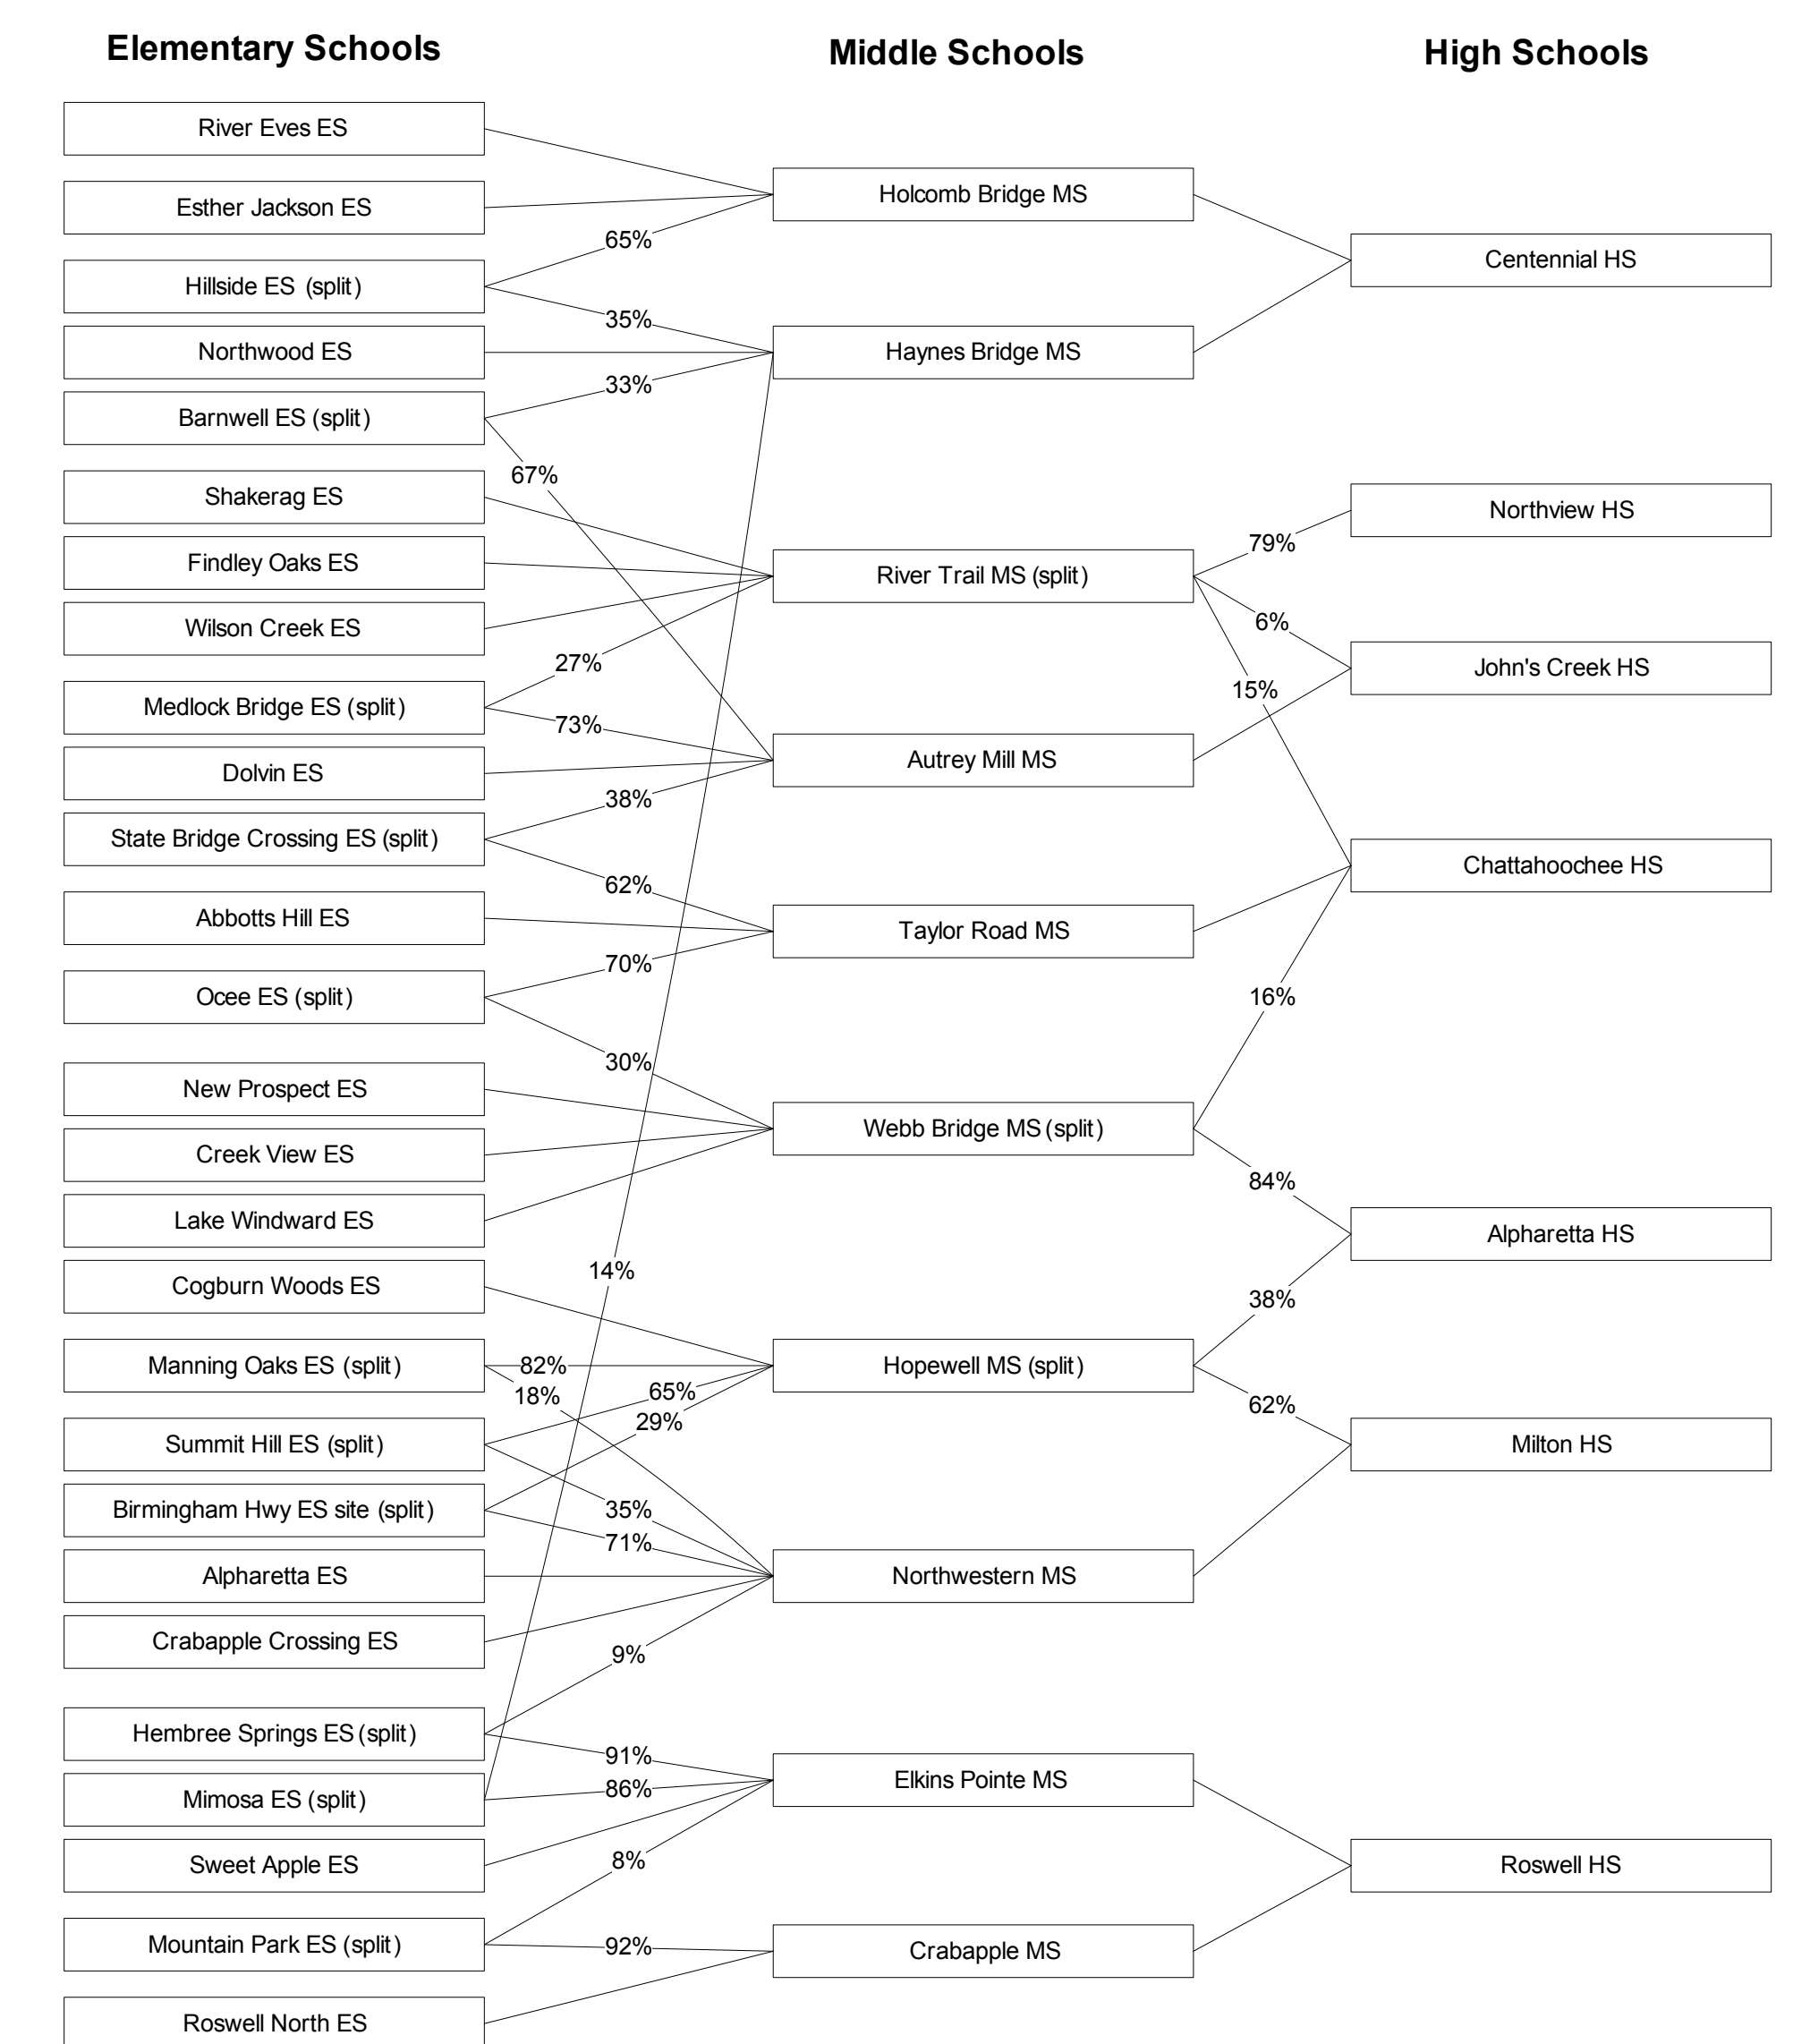 Elementary Schools
Middle Schools
High Schools
River Eves ES
Esther Jackson ES
Hillside ES (split)
Northwood ES
Barnwell ES (split)
Shakerag ES
Findley Oaks ES
Wilson Creek ES
Medlock Bridge ES (split)
Dolvin ES
State Bridge Crossing ES (split)
Abbotts Hill ES
Ocee ES (split)
New Prospect ES
Creek View ES
Lake Windward ES
Cogburn Woods ES
Manning Oaks ES (split)
Summit Hill ES (split)
Birmingham Hwy ES site (split)
Alpharetta ES
Crabapple Crossing ES
Hembree Springs ES (split)
Mimosa ES (split)
Sweet Apple ES
Mountain Park ES (split)
Roswell North ES
65%
35%
33%
67%
27%
73%
38%
62%
70%
30%
14%
82%
18%
65%
29%
35%
71%
9%
91%
86%
8%
92%
Holcomb Bridge MS
Haynes Bridge MS
River Trail MS (split)
Autrey Mill MS
Taylor Road MS
Webb Bridge MS (split)
Hopewell MS (split)
Northwestern MS
Elkins Pointe MS
Crabapple MS
79%
6%
15%
16%
84%
38%
62%
Centennial HS
Northview HS
John's Creek HS
Chattahoochee HS
Alpharetta HS
Milton HS
Roswell HS